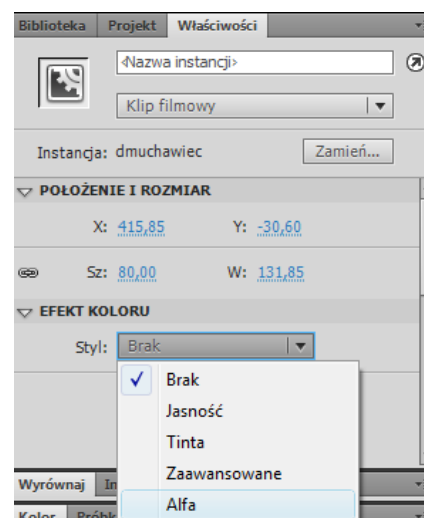 Biblioteka Projekt Właściwości
<Nazwa instancji>
Klip filmowy
Instancja: dmuchawiec Zamień...
POŁOŻENIE I ROZMIAR
X: 415,85 Y: -30,60
Sz: 80,00 W: 131,85
EFEKT KOLORU
Styl: Brak
Brak
Jasność
Tinta
Zaawansowane
Wyrównaj
Alfa
Kolor